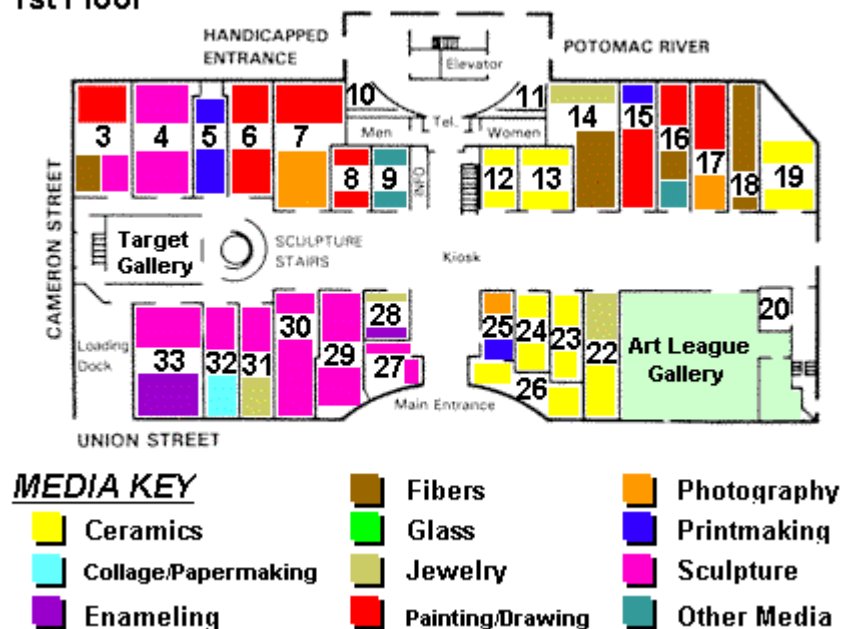 1st Floor
HANDICAPPED
ENTRANCE
POTOMAC RIVER
Elevator
10
11
Tel.
Men
Women
3
4
5
6
7
8
9
INFO
12
13
14
15
16
17
18
19
CAMERON STREET
Target
Gallery
SCULPTURE
STAIRS
Kiosk
Loading
Dock
33
32
31
30
29
28
27
25
24
23
22
26
Art League
Gallery
20
Main Entrance
UNION STREET
MEDIA KEY
Ceramics
Collage/Papermaking
Enameling
Fibers
Glass
Jewelry
Painting/Drawing
Photography
Printmaking
Sculpture
Other Media